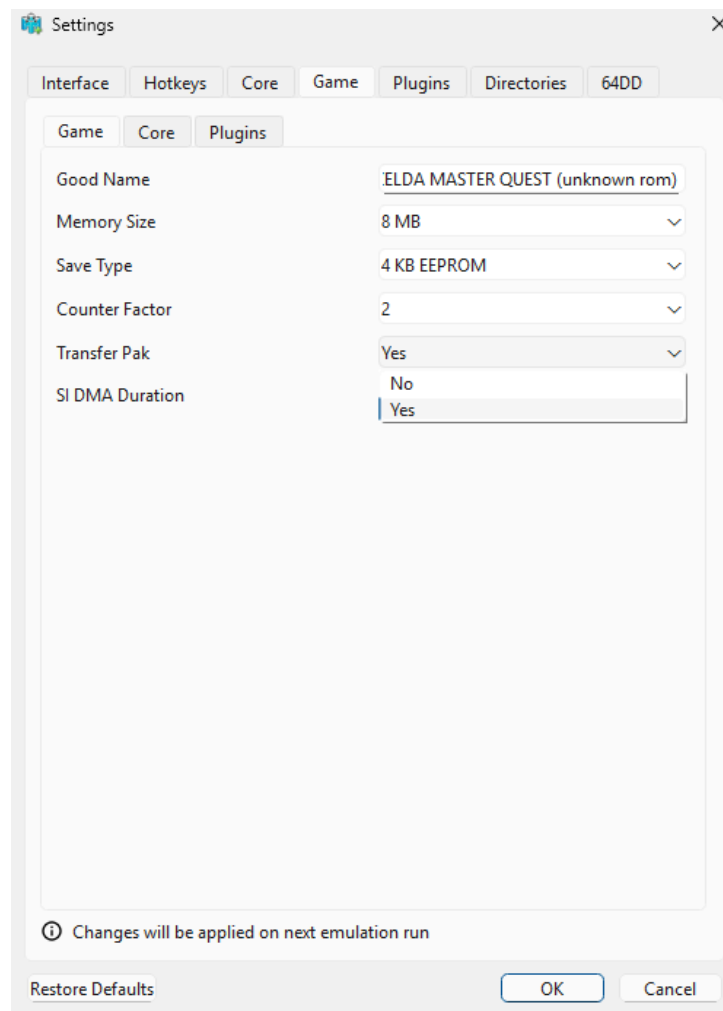 Settings
Interface Hotkeys Core Game Plugins Directories 64DD
Game Core Plugins
Good Name ELDA MASTER QUEST (unknown rom)
Memory Size 8 MB
Save Type 4 KB EEPROM
Counter Factor 2
Transfer Pak Yes
No
SI DMA Duration
Yes
Changes will be applied on next emulation run
Restore Defaults OK Cancel